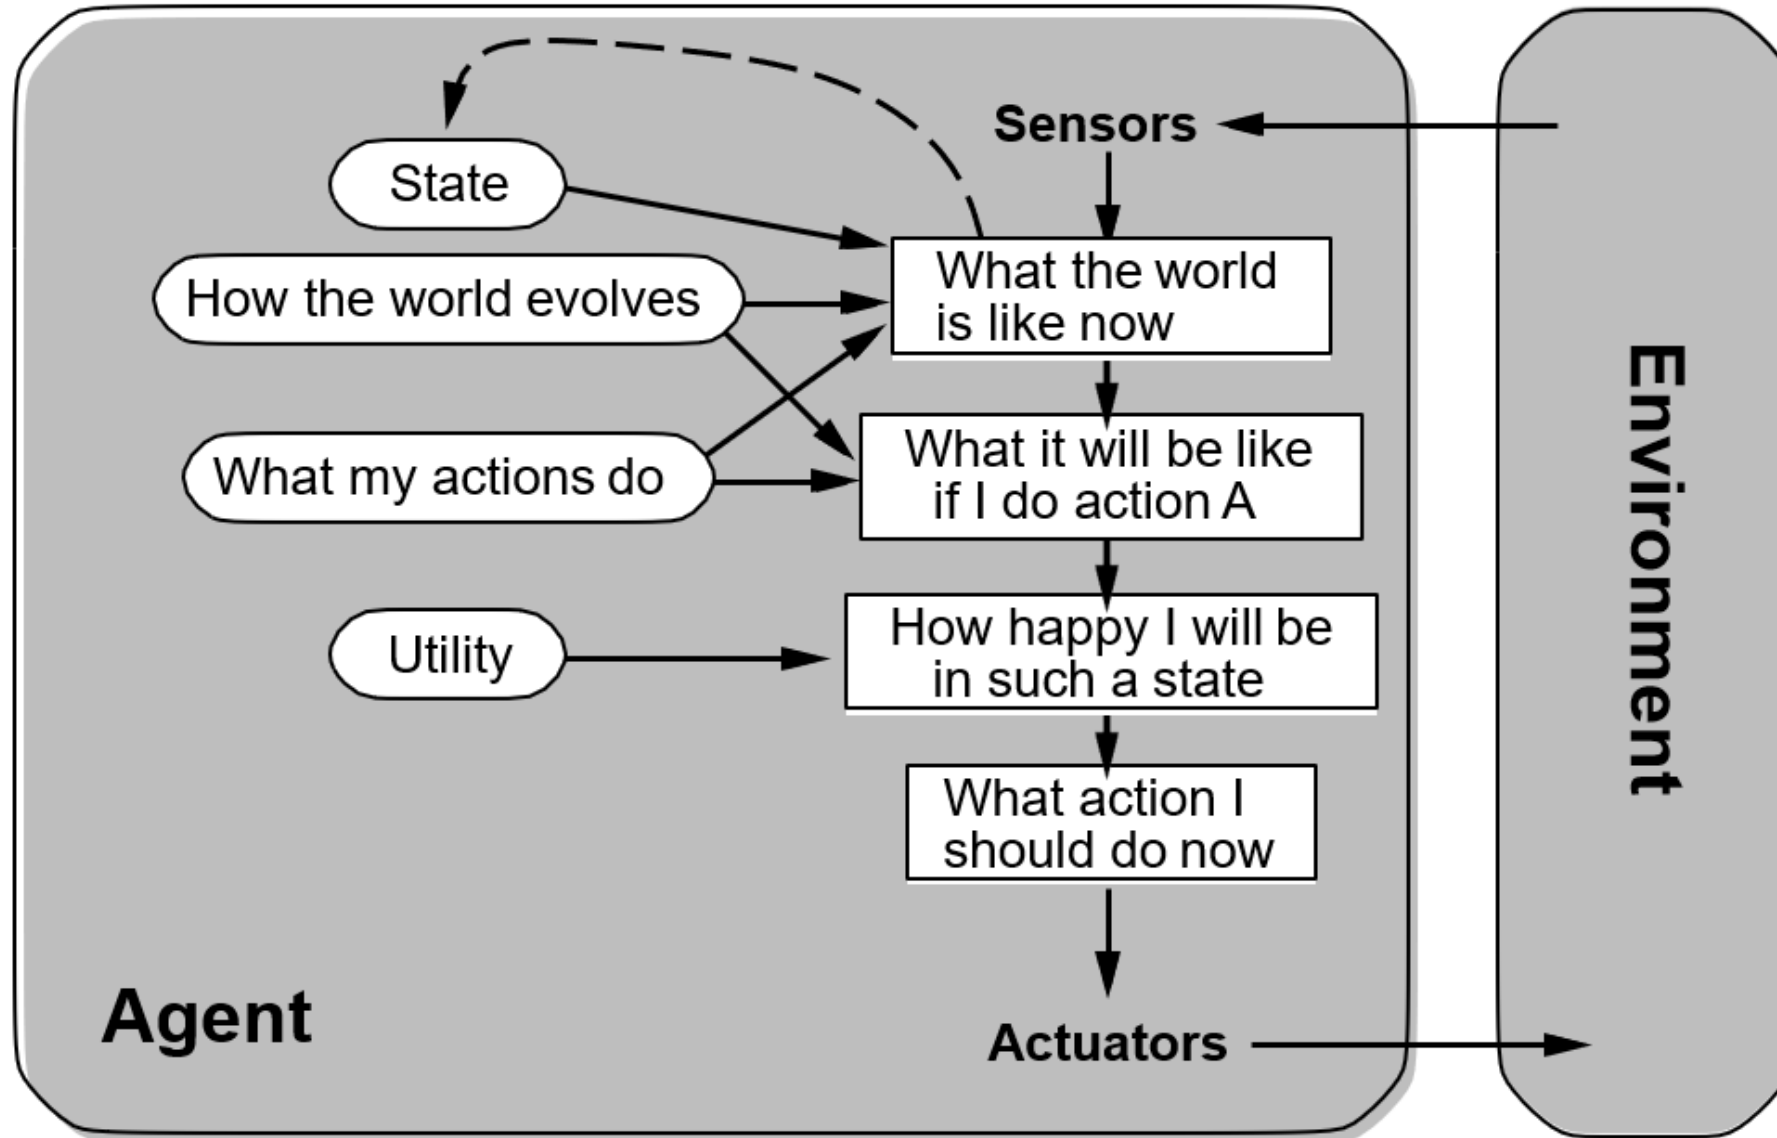 Sensors
State
What the world
is like now
How the world evolves
What it will be like
if I do action A
What my actions do
How happy I will be
in such a state
Utility
What action I
should do now
Agent
Actuators
Environment